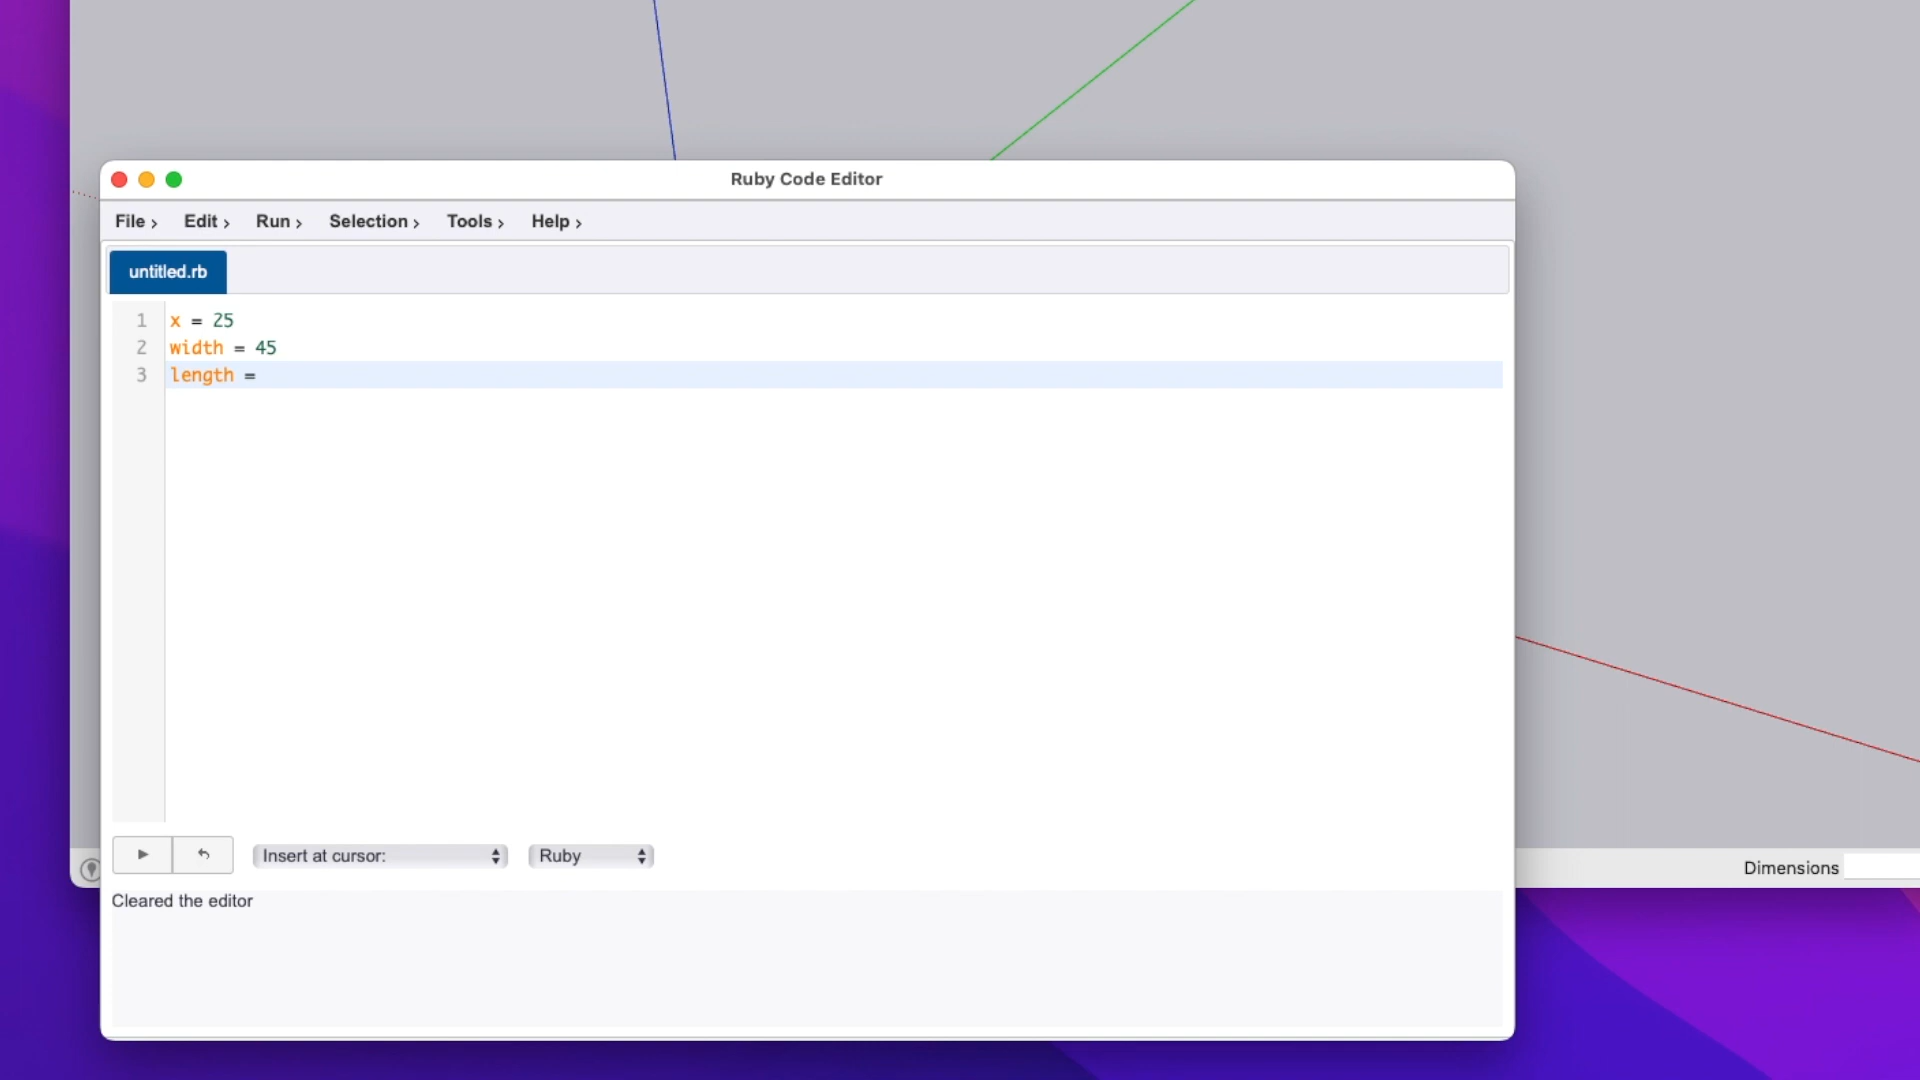 Ruby Code Editor
File › Edit › Run › Selection › Tools › Help ›
untitled.rb
1 x = 25
2 width = 45
3 length =
Insert at cursor: Ruby
Dimensions
Cleared the editor